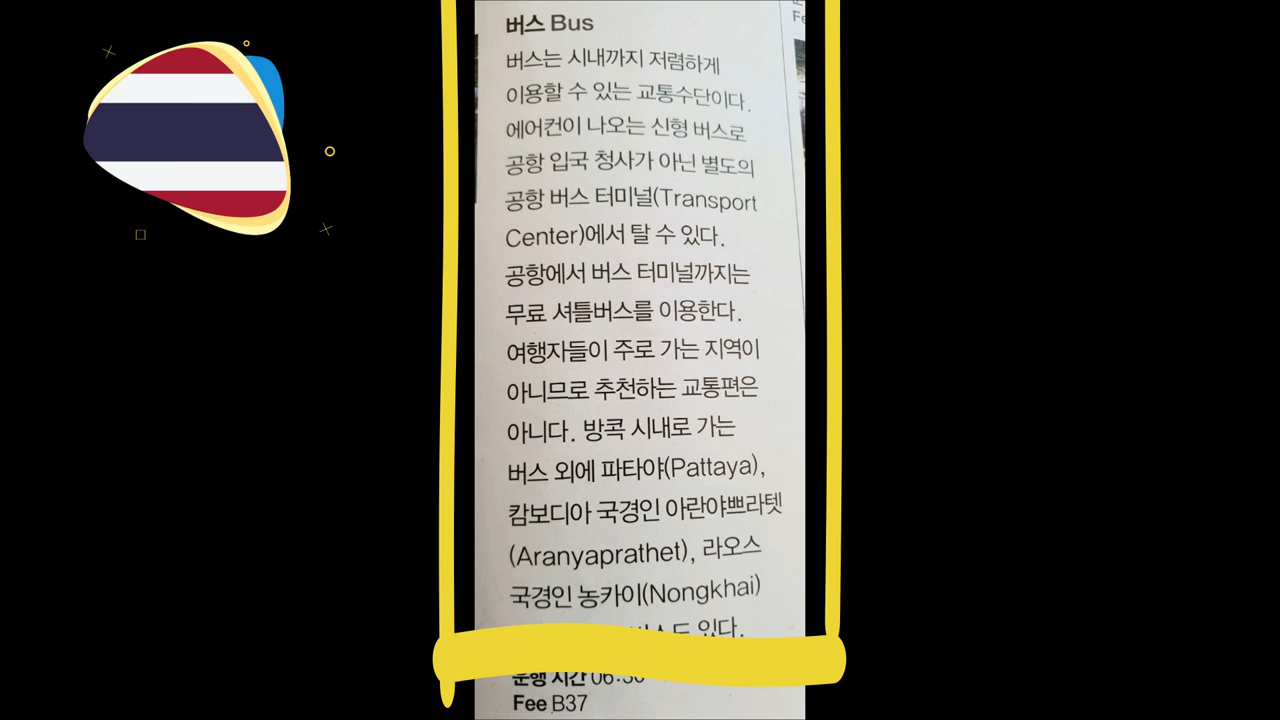 버스 Bus
버스는 시내까지 저렴하게
이용할 수 있는 교통수단이다.
에어컨이 나오는 신형 버스로
공항 입국 청사가 아닌 별도의
공항 버스 터미널(Transport
Center)에서 탈 수 있다.
공항에서 버스 터미널까지는
무료 셔틀버스를 이용한다.
여행자들이 주로 가는 지역이
아니므로 추천하는 교통편은
아니다. 방콕 시내로 가는
버스 외에 파타야(Pattaya),
캄보디아 국경인 아란야쁘라텟
(Aranyaprathet), 라오스
국경인 농카이(Nongkhai)
있다.
운행 시간 06:30
Fee B37